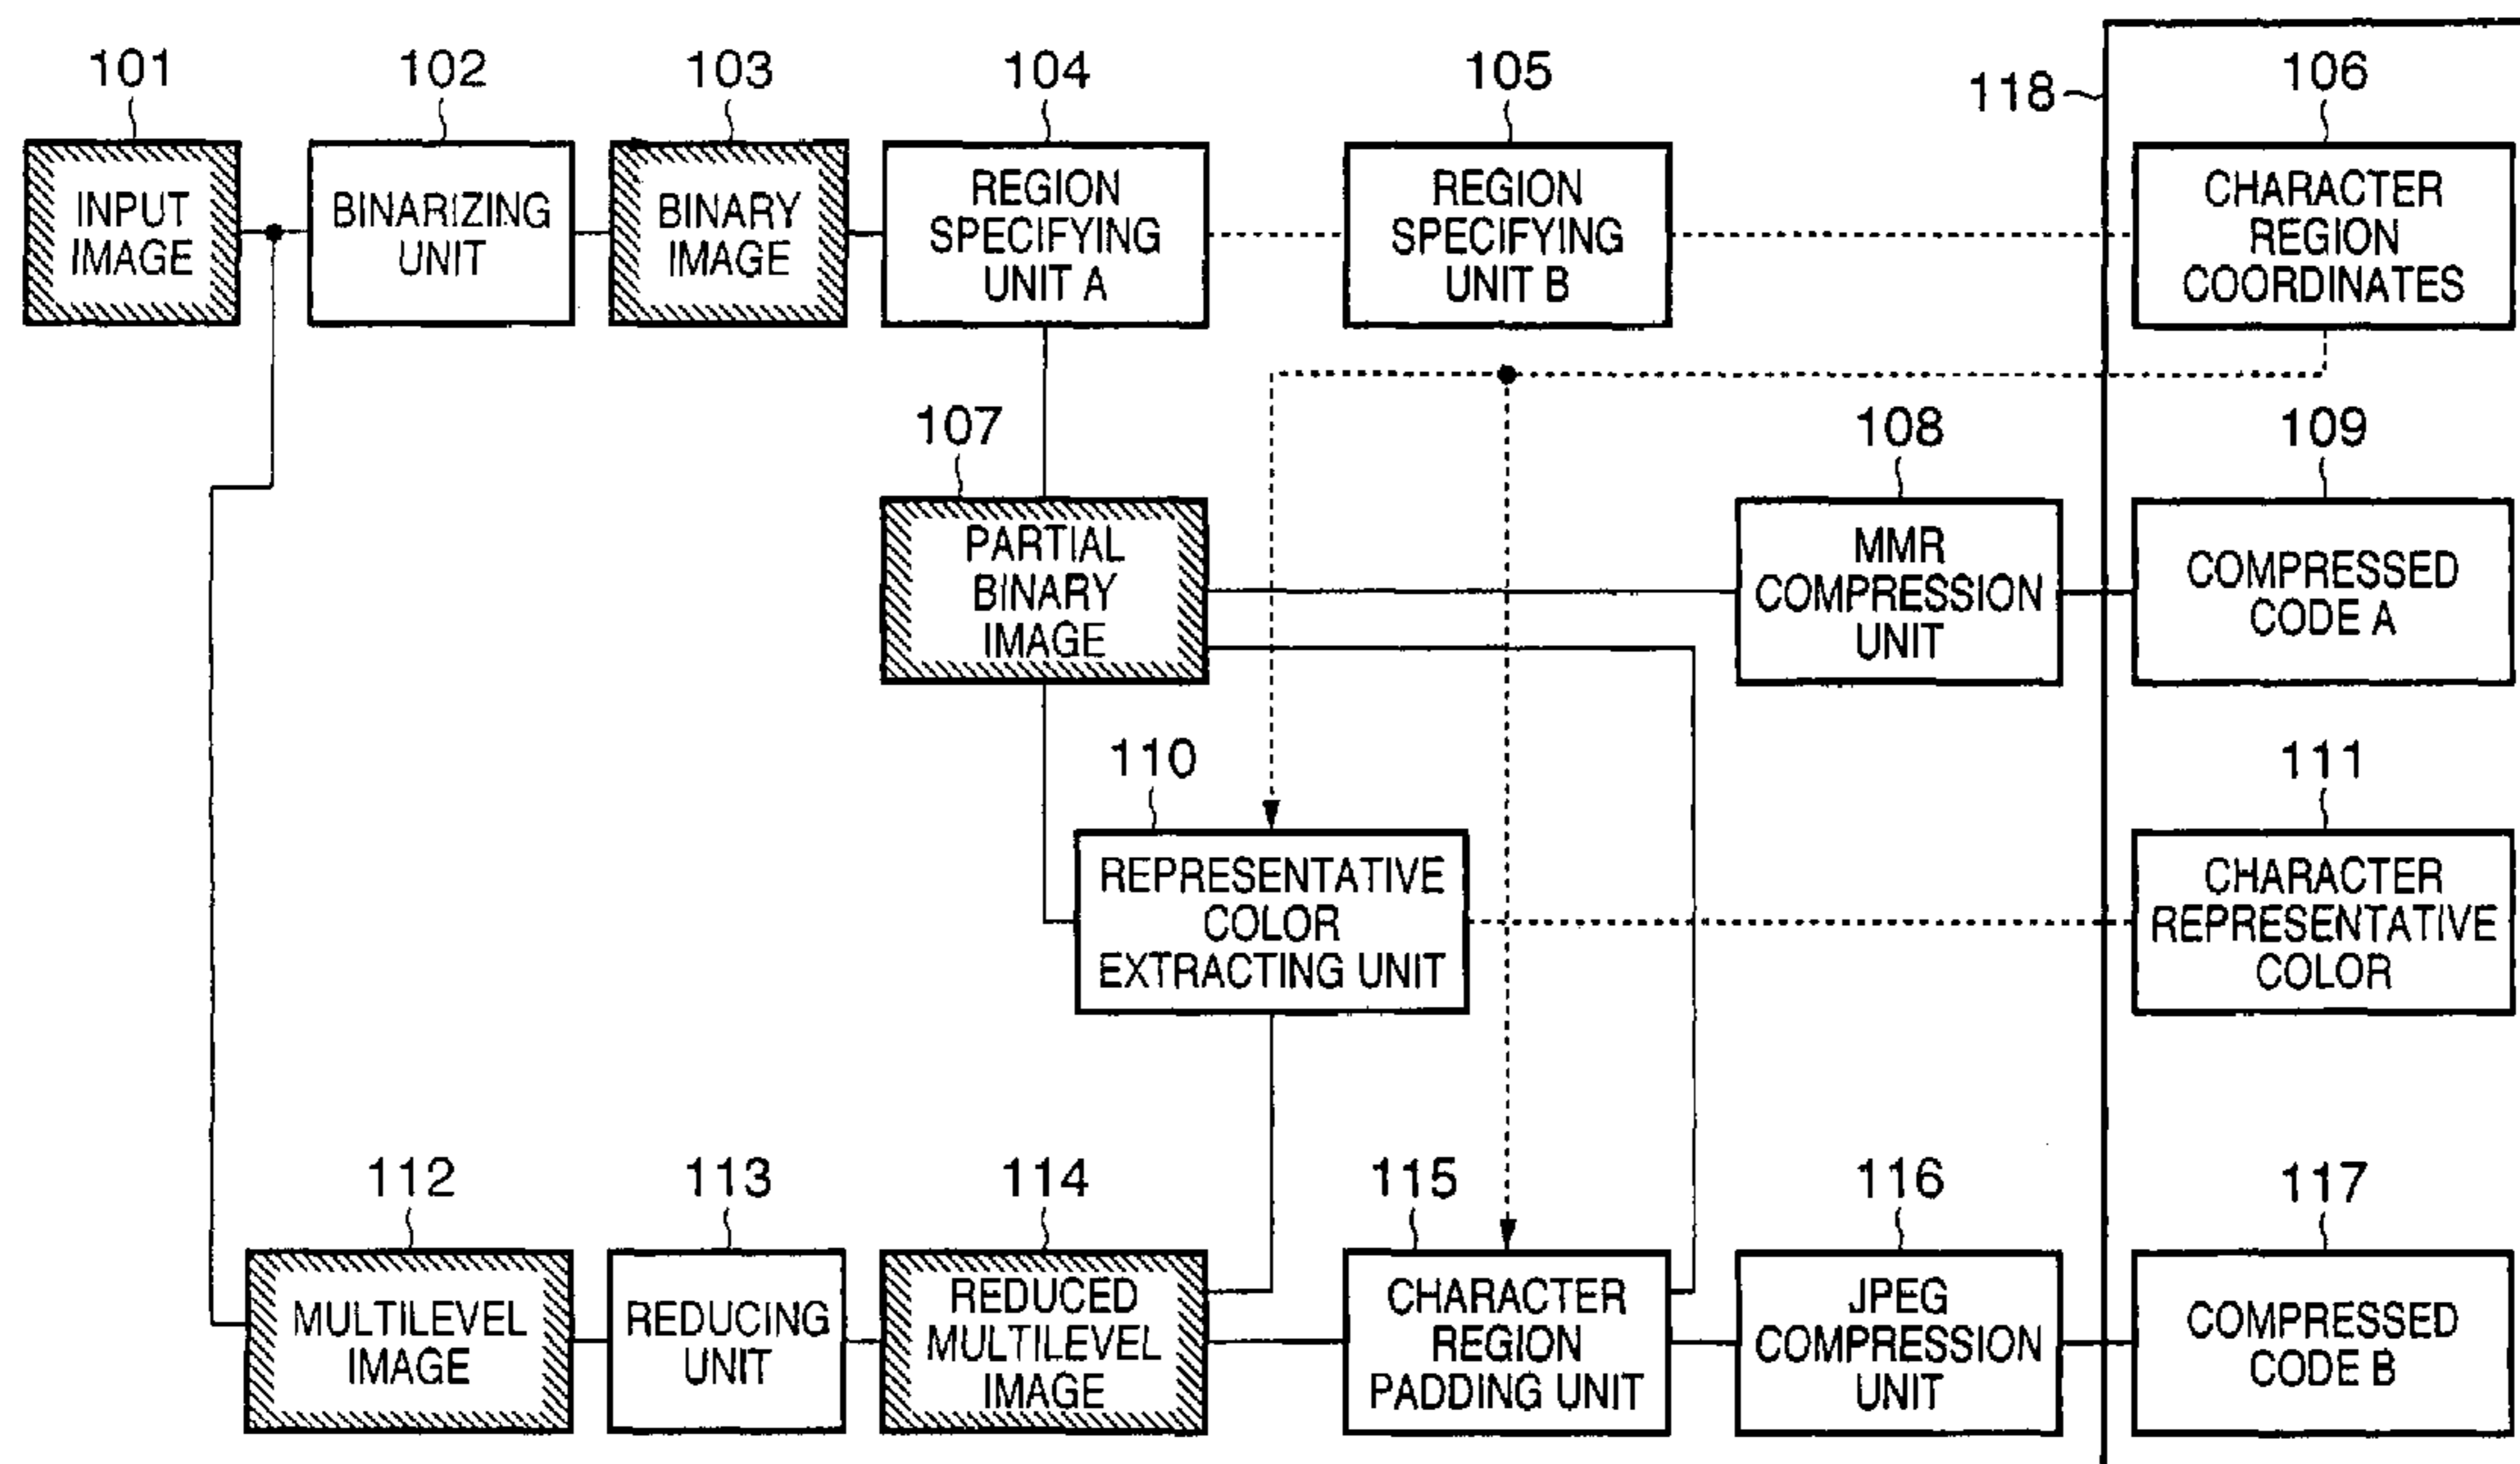 101
102
103
104
105
118
106
INPUT
IMAGE
BINARIZING
UNIT
BINARY
IMAGE
REGION
SPECIFYING
UNIT A
REGION
SPECIFYING
UNIT B
CHARACTER
REGION
COORDINATES
107
108
109
PARTIAL
BINARY
IMAGE
MMR
COMPRESSION
UNIT
COMPRESSED
CODE A
110
111
REPRESENTATIVE
COLOR
EXTRACTING UNIT
CHARACTER
REPRESENTATIVE
COLOR
112
113
114
115
116
117
MULTILEVEL
IMAGE
REDUCING
UNIT
REDUCED
MULTILEVEL
IMAGE
CHARACTER
REGION
PADDING UNIT
JPEG
COMPRESSION
UNIT
COMPRESSED
CODE B